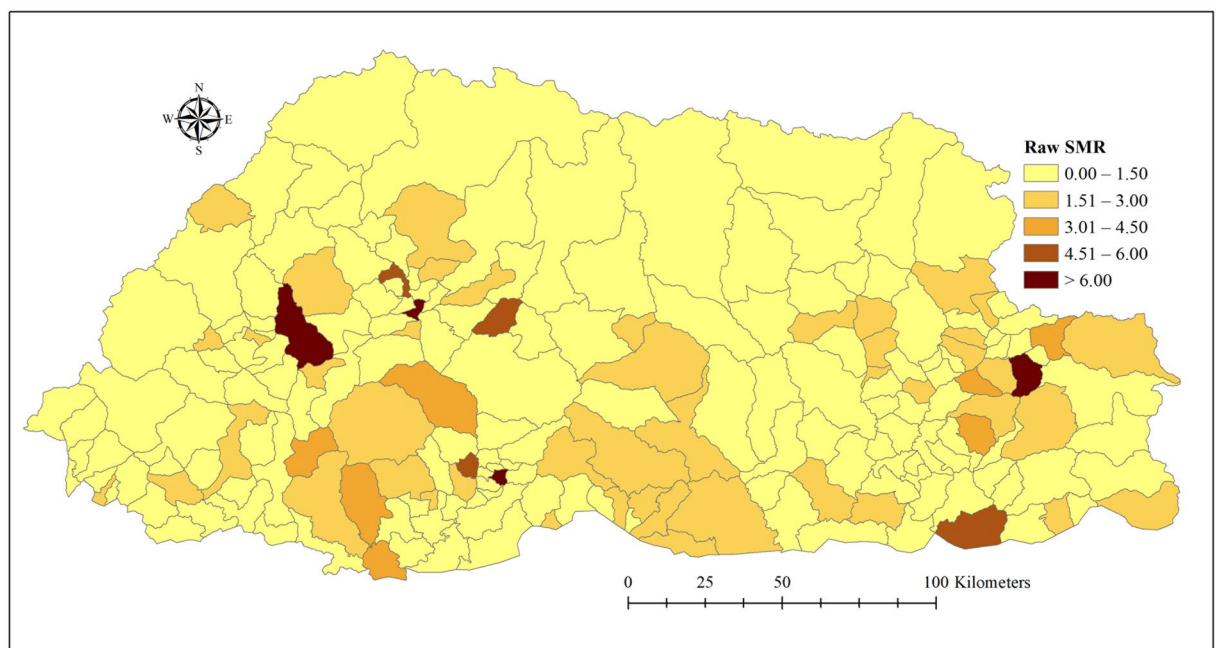 N
W E
S
Raw SMR
0.00 – 1.50
1.51 – 3.00
3.01 – 4.50
4.51 – 6.00
> 6.00
0 25 50 100 Kilometers